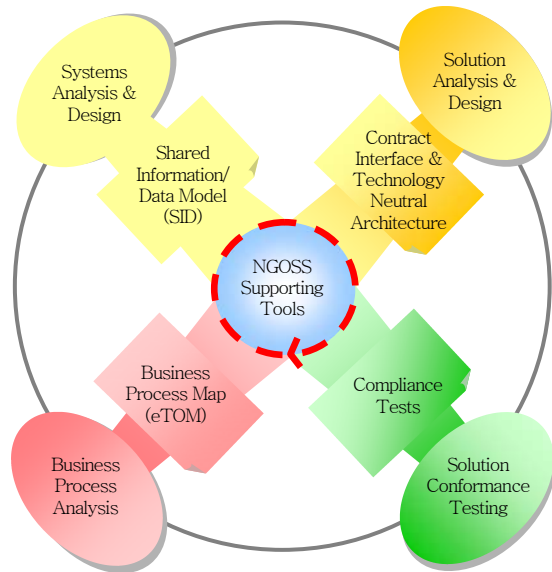 Systems
Analysis &
Design
Solution
Analysis &
Design
Shared
Information/
Data Model
(SID)
Contract
Interface &
Technology
Neutral
Architecture
NGOSS
Supporting
Tools
Business
Process Map
(eTOM)
Compliance
Tests
Business
Process
Analysis
Solution
Conformance
Testing